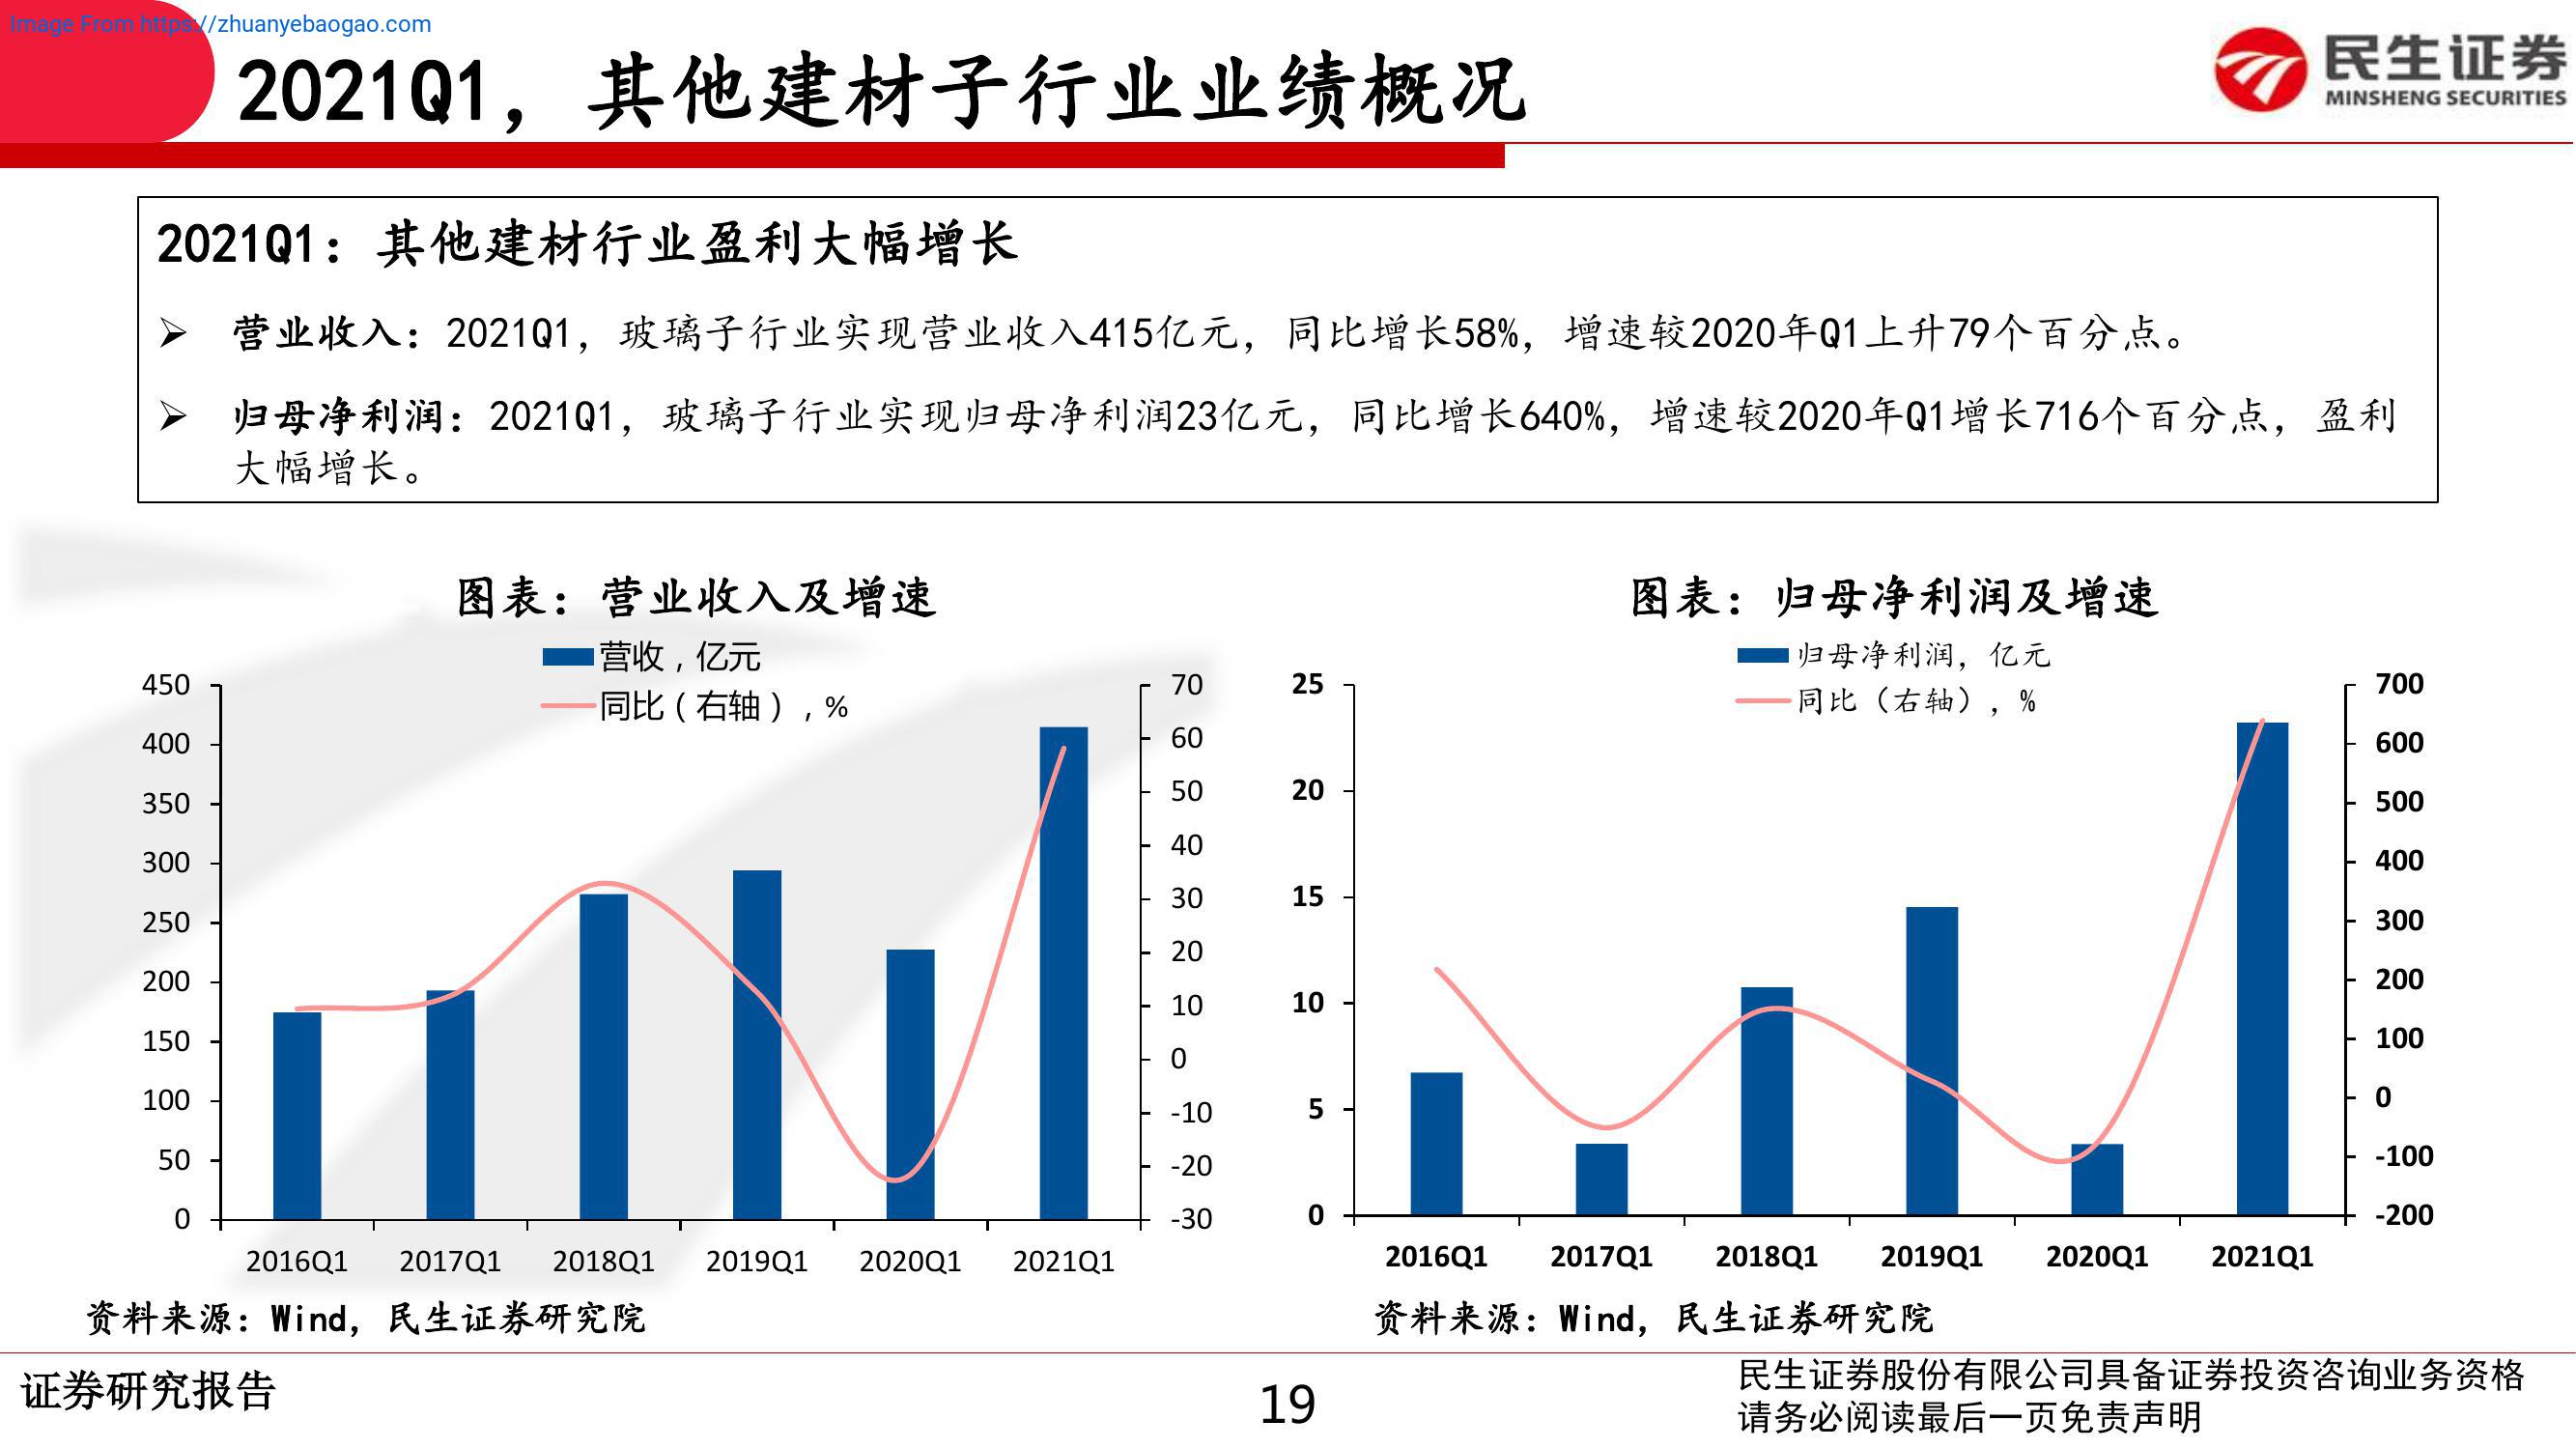 Image From https://zhuanyebaogao.com
2021Q1，其他建材子行业业绩概况
民生证券
MINSHENG SECURITIES
2021Q1：其他建材行业盈利大幅增长
➢ 营业收入：2021Q1，玻璃子行业实现营业收入415亿元，同比增长58%，增速较2020年Q1上升79个百分点。
➢ 归母净利润：2021Q1，玻璃子行业实现归母净利润23亿元，同比增长640%，增速较2020年Q1增长716个百分点，盈利
大幅增长。
图表：营业收入及增速
营收，亿元
同比（右轴），%
450
400
350
300
250
200
150
100
50
0
70
60
50
40
30
20
10
0
-10
-20
-30
2016Q1 2017Q1 2018Q1 2019Q1 2020Q1 2021Q1
资料来源：Wind，民生证券研究院
图表：归母净利润及增速
归母净利润，亿元
同比（右轴），%
25
20
15
10
5
0
700
600
500
400
300
200
100
0
-100
-200
2016Q1 2017Q1 2018Q1 2019Q1 2020Q1 2021Q1
资料来源：Wind，民生证券研究院
证券研究报告
19
民生证券股份有限公司具备证券投资咨询业务资格
请务必阅读最后一页免责声明